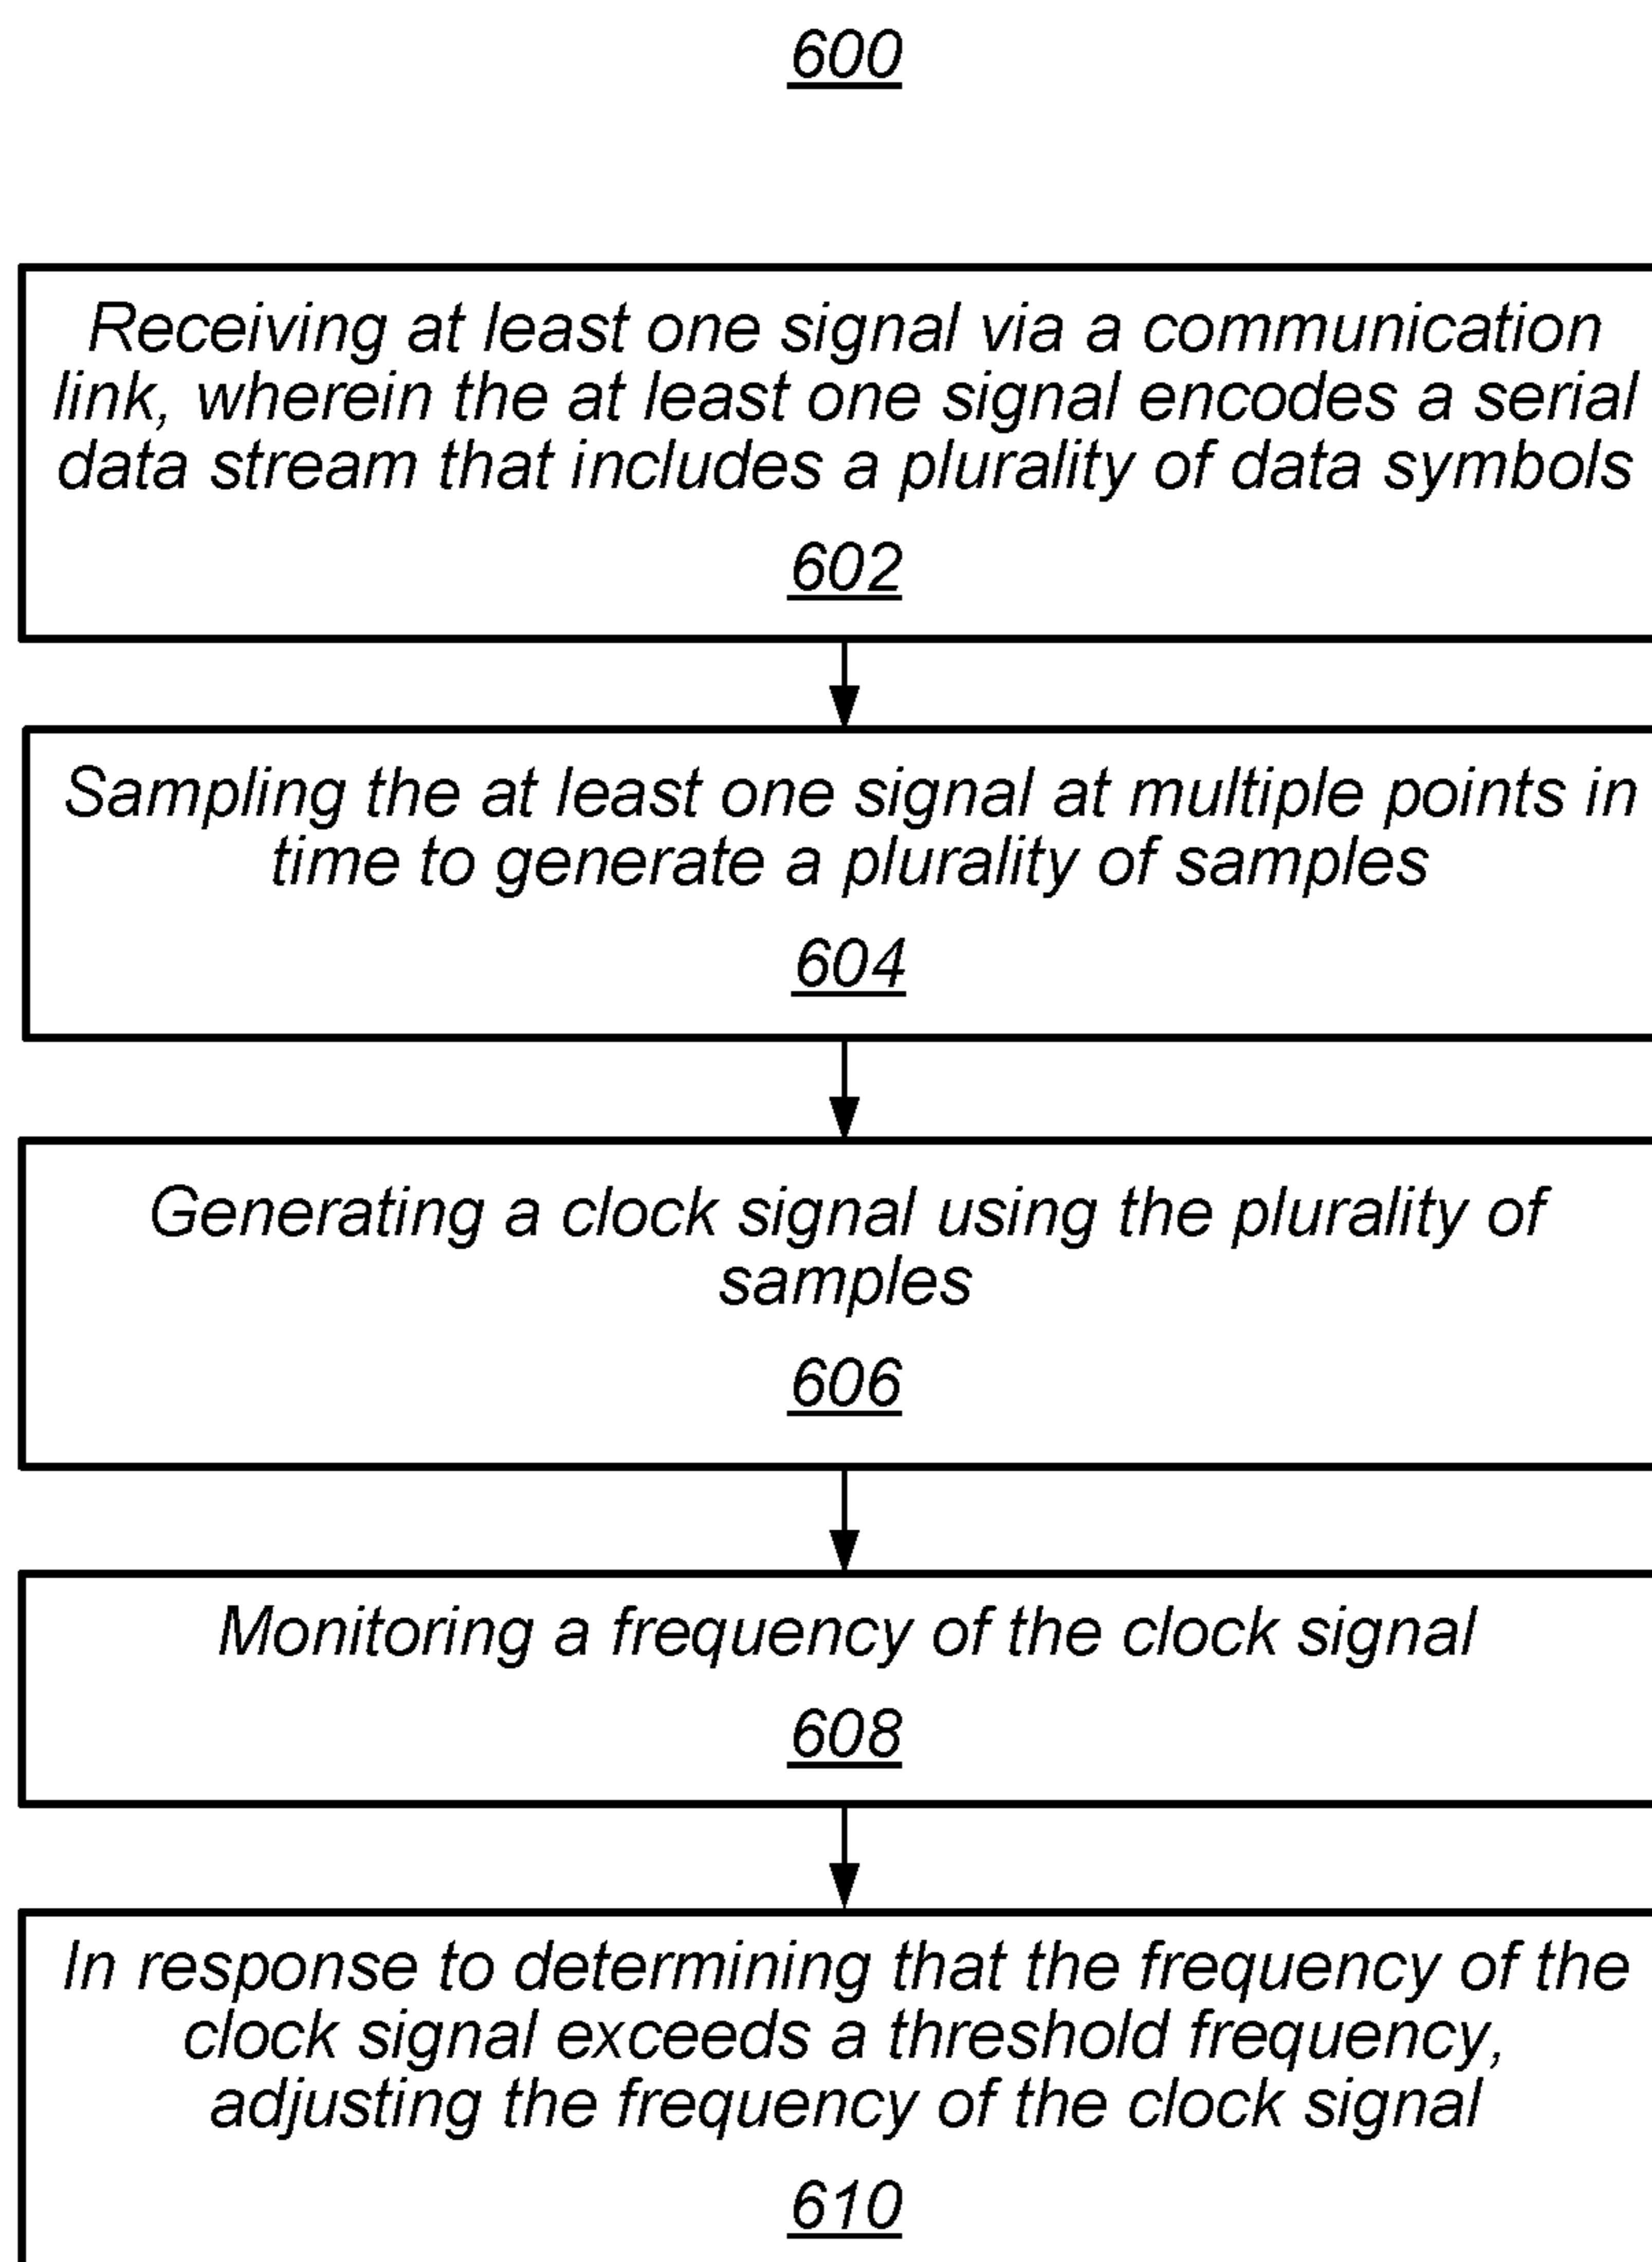 600
Receiving at least one signal via a communication
link, wherein the at least one signal encodes a serial
data stream that includes a plurality of data symbols
602
Sampling the at least one signal at multiple points in
time to generate a plurality of samples
604
Generating a clock signal using the plurality of
samples
606
Monitoring a frequency of the clock signal
608
In response to determining that the frequency of the
clock signal exceeds a threshold frequency,
adjusting the frequency of the clock signal
610